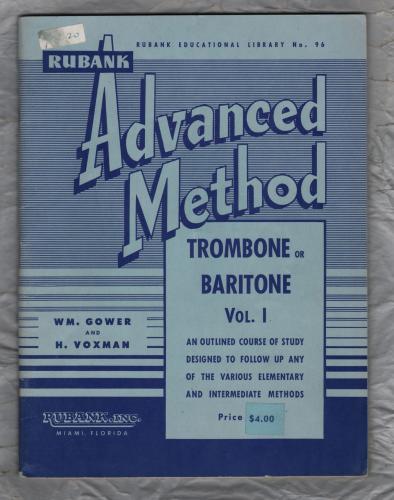 20
RUBANK EDUCATIONAL LIBRARY No. 96
RUBANK
Advanced
Method
TROMBONE OR
BARITONE
VOL. I
WM. GOWER
AND
H. VOXMAN
AN OUTLINED COURSE OF STUDY
DESIGNED TO FOLLOW UP ANY
OF THE VARIOUS ELEMENTARY
AND INTERMEDIATE METHODS
Price $4.00
RUBANK, INC.
MIAMI, FLORIDA